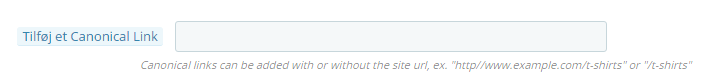 Tilføj et Canonical Link
Canonical links can be added with or without the site url, ex. "http//www.example.com/t-shirts" or "/t-shirts"